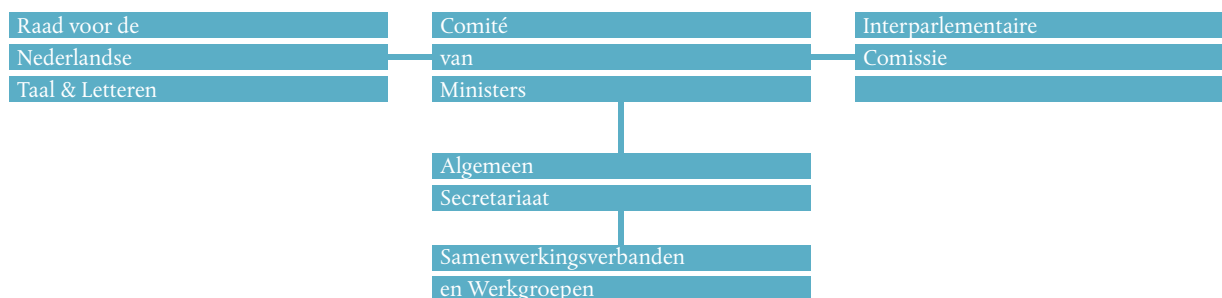 Raad voor de
Nederlandse
Taal & Letteren
Comité
van
Ministers
Interparlementaire
Comissie
Algemeen
Secretariaat
Samenwerkingsverbanden
en Werkgroepen